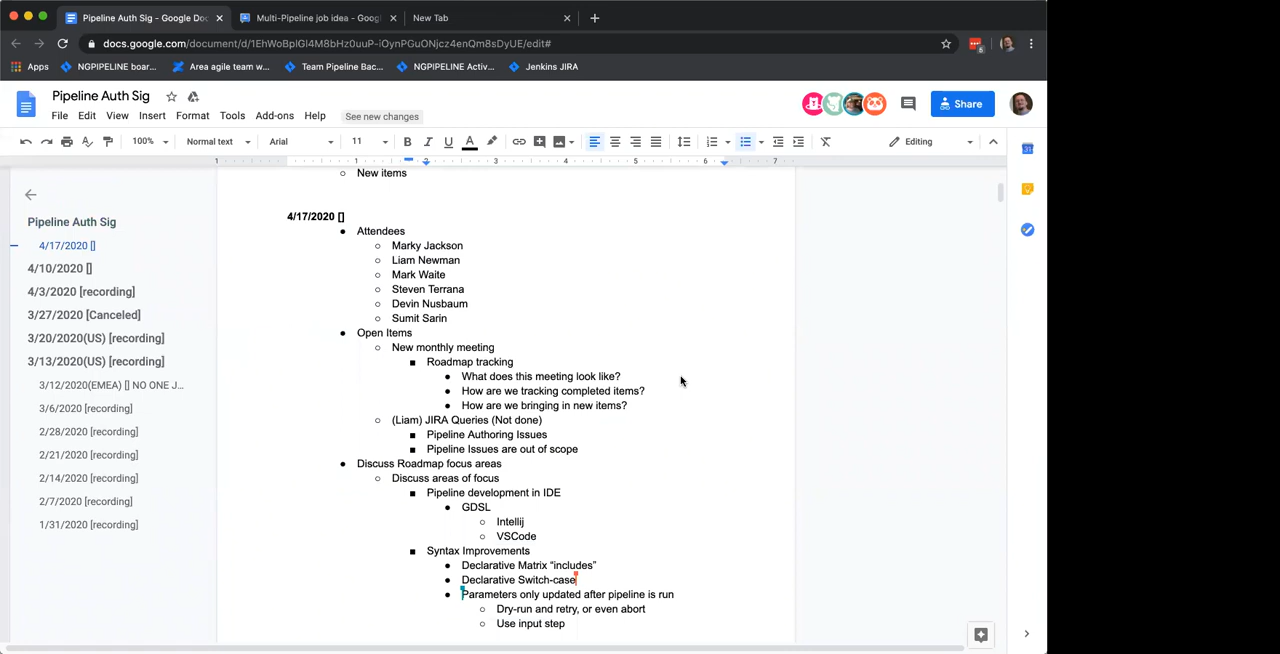 Pipeline Auth Sig - Google Doc
Multi-Pipeline job idea - Googl
New Tab
docs.google.com/document/d/1EhWoBplGl4M8bHz0uuP-iOynPGuONjcz4enQm8sDyUE/edit#
Apps
NGPIPELINE boar...
Area agile team w...
Team Pipeline Bac...
NGPIPELINE Activ...
Jenkins JIRA
Pipeline Auth Sig
File Edit View Insert Format Tools Add-ons Help See new changes
Share
100% Normal text Arial 11 B I U A Editing
1 1 2 3 4 5 6 7
Pipeline Auth Sig
4/17/2020 []
4/10/2020 []
4/3/2020 [recording]
3/27/2020 [Canceled]
3/20/2020(US) [recording]
3/13/2020(US) [recording]
3/12/2020(EMEA) [] NO ONE J...
3/6/2020 [recording]
2/28/2020 [recording]
2/21/2020 [recording]
2/14/2020 [recording]
2/7/2020 [recording]
1/31/2020 [recording]
New items
4/17/2020 []
Attendees
Marky Jackson
Liam Newman
Mark Waite
Steven Terrana
Devin Nusbaum
Sumit Sarin
Open Items
New monthly meeting
Roadmap tracking
What does this meeting look like?
How are we tracking completed items?
How are we bringing in new items?
(Liam) JIRA Queries (Not done)
Pipeline Authoring Issues
Pipeline Issues are out of scope
Discuss Roadmap focus areas
Discuss areas of focus
Pipeline development in IDE
GDSL
Intellij
VSCode
Syntax Improvements
Declarative Matrix “includes”
Declarative Switch-case
Parameters only updated after pipeline is run
Dry-run and retry, or even abort
Use input step